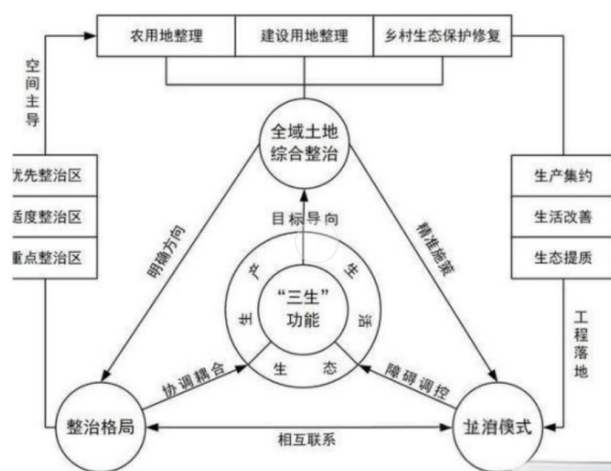 农用地整理 建设用地整理 乡村生态保护修复
空间主导
全域土地
综合整治
优先整治区
适度整治区
重点整治区
生产集约
生活改善
生态提质
目标导向
明确方向
精准施策
生产
生活
生态
“三生”
功能
工程落地
协调耦合
障碍调控
整治格局
相互联系
模式